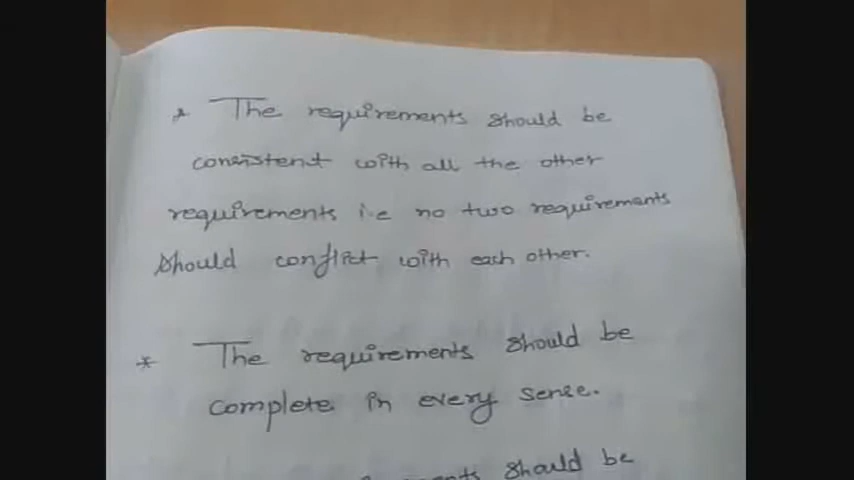 * The requirements should be
consistent with all the other
requirements i.e no two requirements
should conflict with each other.
* The requirements should be
complete in every sense.
should be